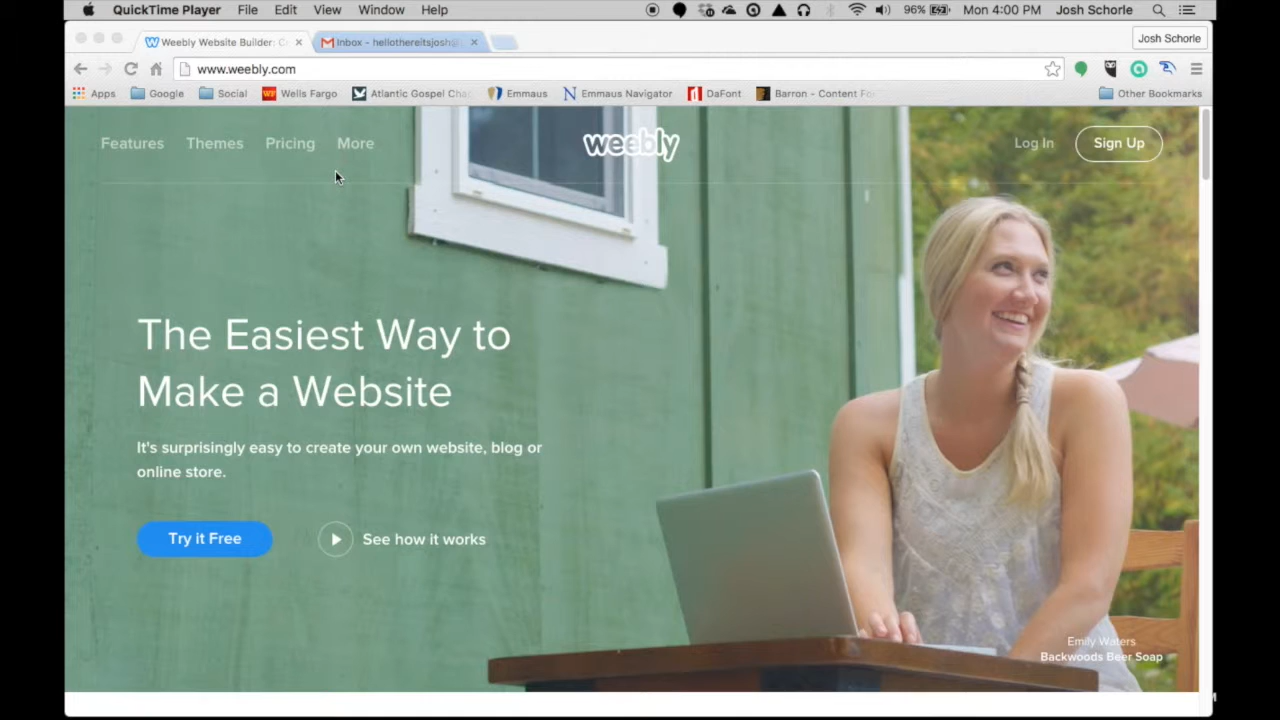 QuickTime Player File Edit View Window Help 96% Mon 4:00 PM Josh Schorle
Weebly Website Builder: C Inbox - hellothereitsjosh@ Josh Schorle
www.weebly.com
Apps Google Social Wells Fargo Atlantic Gospel Cha Emmaus Emmaus Navigator DaFont Barron - Content Fo Other Bookmarks
Features Themes Pricing More weebly Log In Sign Up
The Easiest Way to
Make a Website
It's surprisingly easy to create your own website, blog or
online store.
Try it Free See how it works
Emily Waters
Backwoods Beer Soap